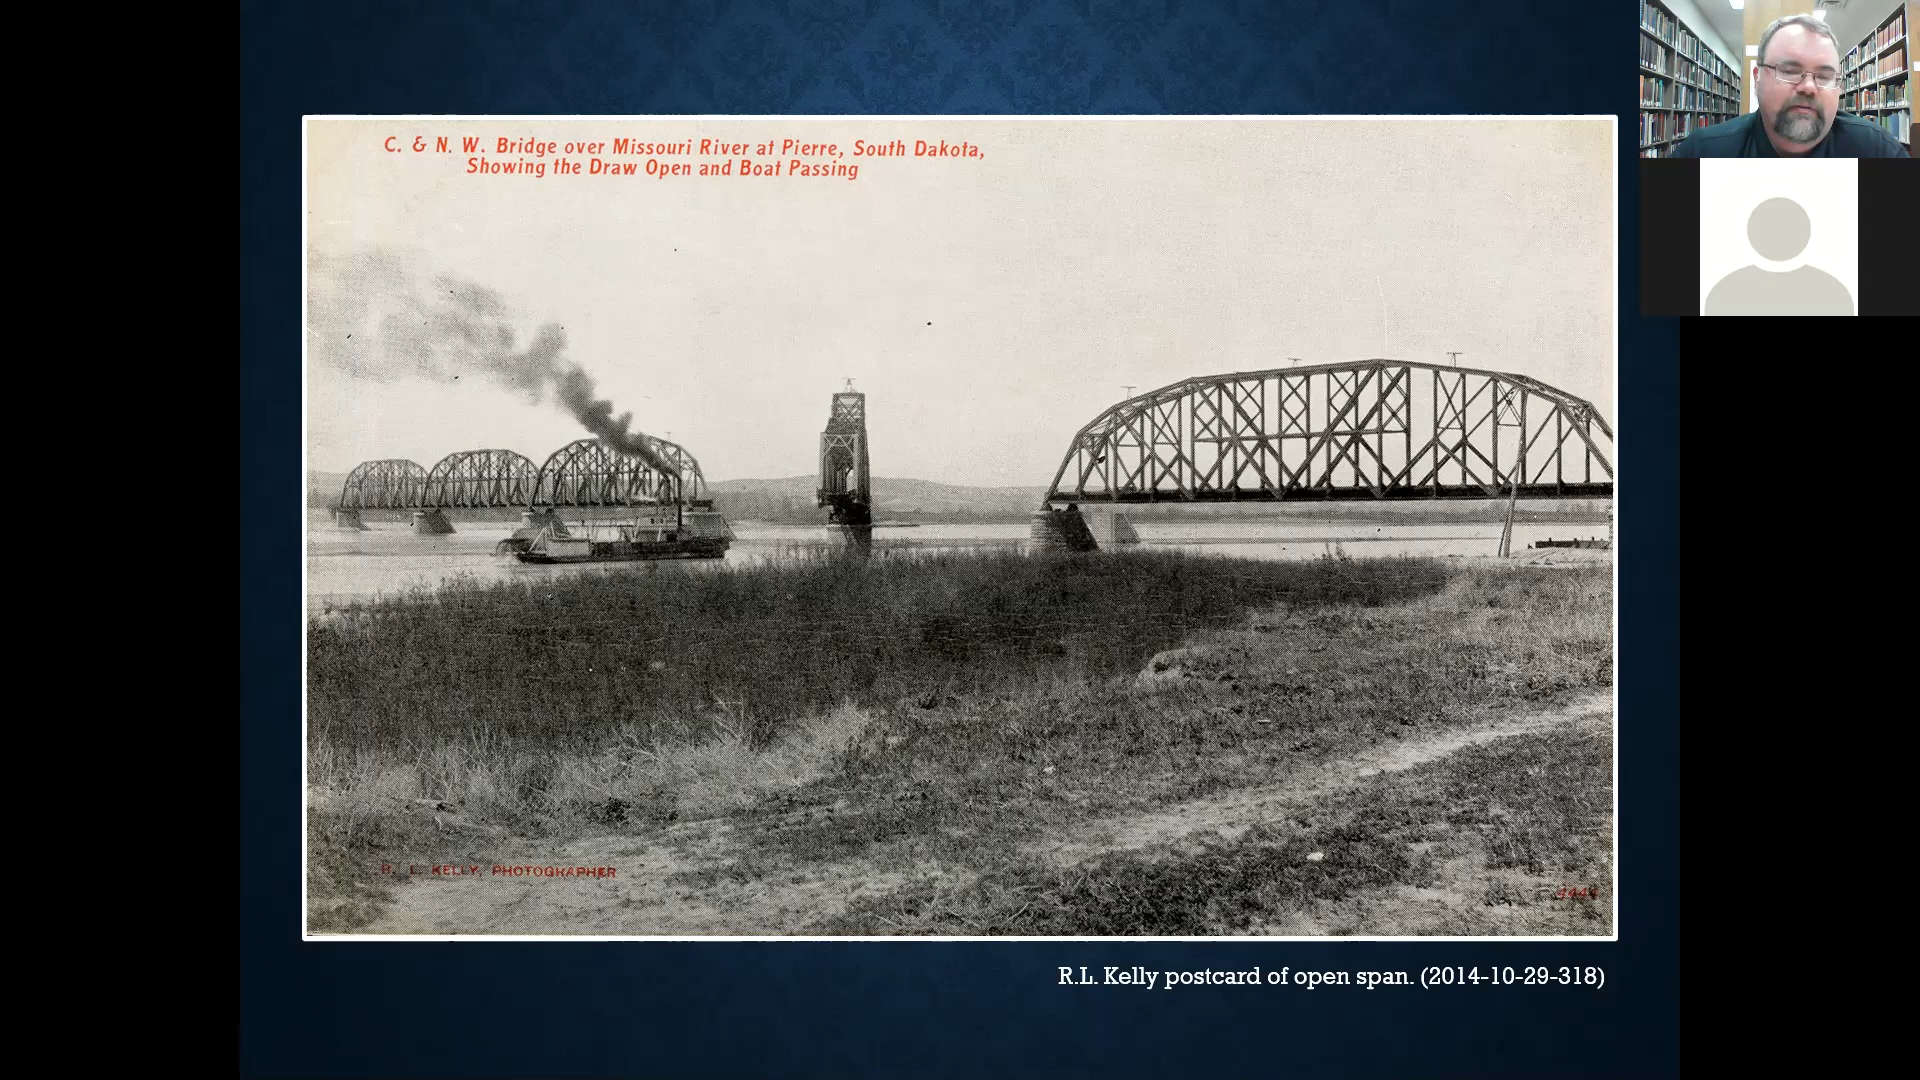 C. & N. W. Bridge over Missouri River at Pierre, South Dakota,
Showing the Draw Open and Boat Passing
R. L. KELLY, PHOTOGRAPHER
R.L. Kelly postcard of open span. (2014-10-29-318)